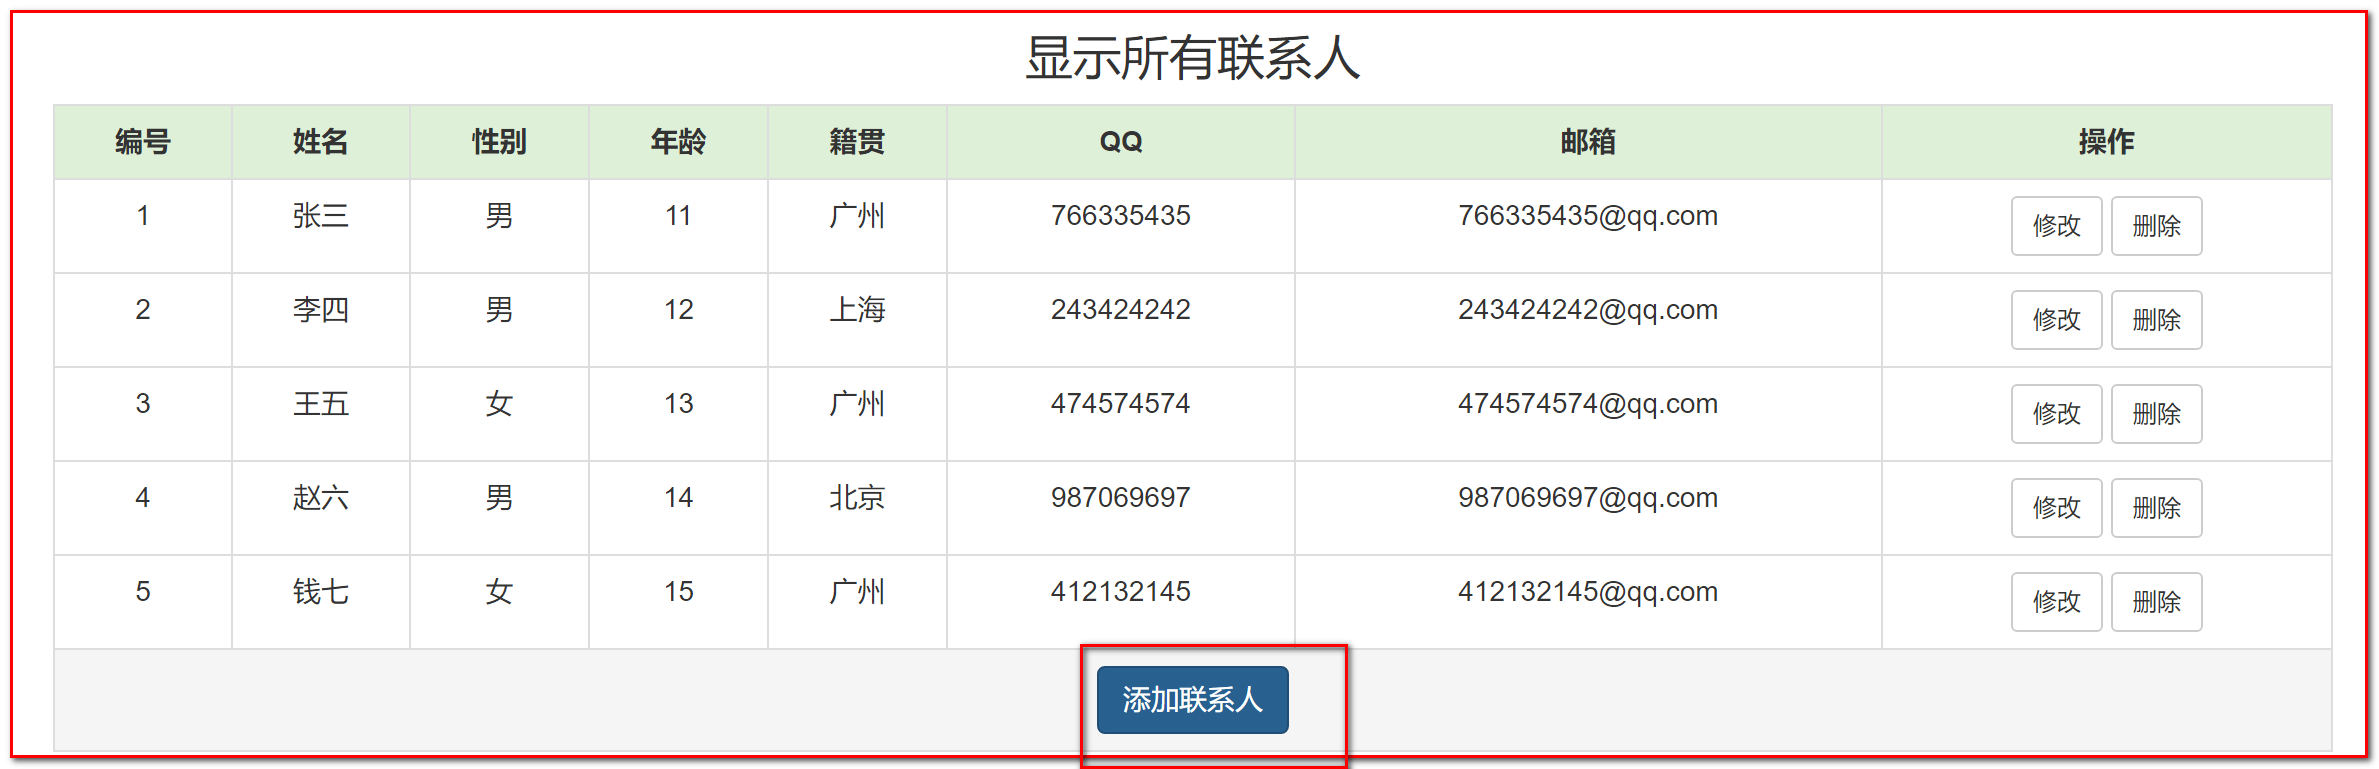 显示所有联系人
编号 姓名 性别 年龄 籍贯 QQ 邮箱 操作
1 张三 男 11 广州 766335435 766335435@qq.com 修改 删除
2 李四 男 12 上海 243424242 243424242@qq.com 修改 删除
3 王五 女 13 广州 474574574 474574574@qq.com 修改 删除
4 赵六 男 14 北京 987069697 987069697@qq.com 修改 删除
5 钱七 女 15 广州 412132145 412132145@qq.com 修改 删除
添加联系人